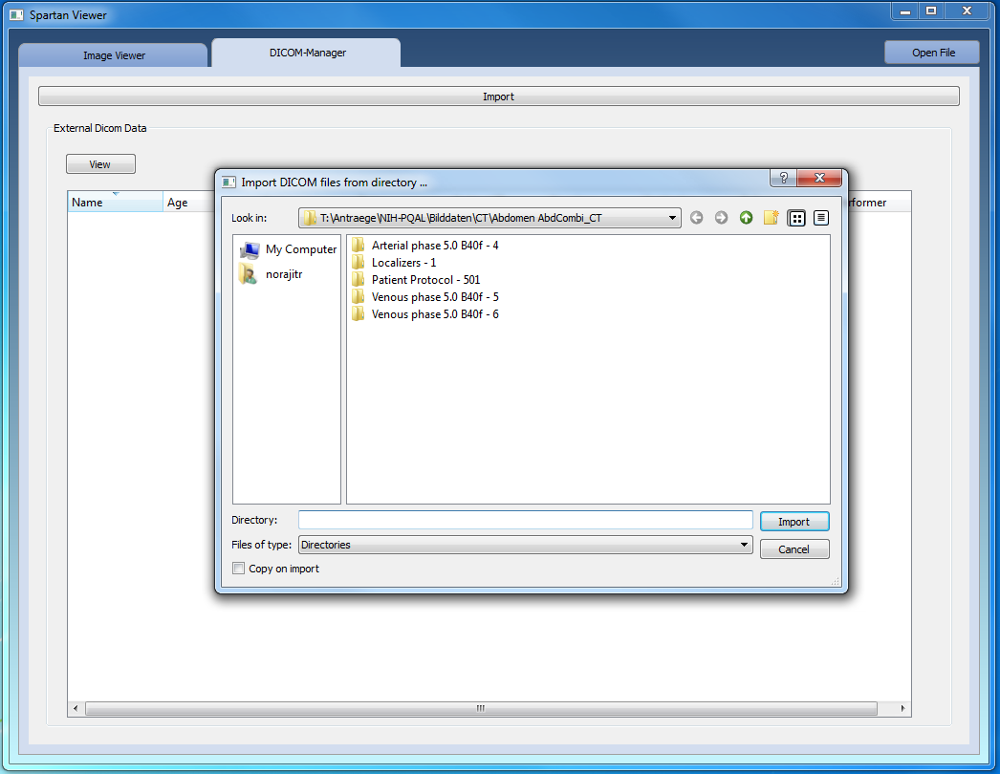 Spartan Viewer
Image Viewer
DICOM-Manager
Open File
Import
External Dicom Data
View
Name
Age
rformer
Import DICOM files from directory ...
Look in:
T:\Antraege\NIH-PQAL\Bilddaten\CT\Abdomen AbdCombi_CT
My Computer
norajitr
Arterial phase 5.0 B40f - 4
Localizers - 1
Patient Protocol - 501
Venous phase 5.0 B40f - 5
Venous phase 5.0 B40f - 6
Directory:
Import
Files of type:
Directories
Cancel
Copy on import